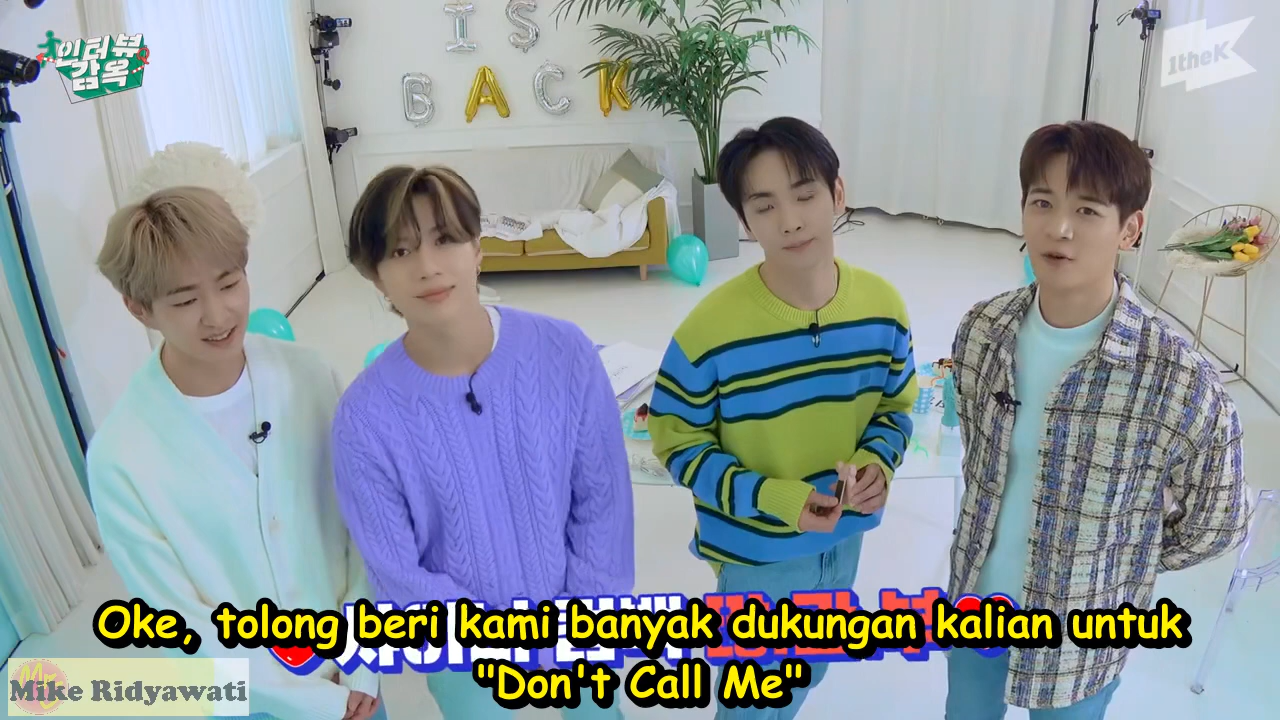 인터뷰
감옥
IS
BACK
1theK
Oke, tolong beri kami banyak dukungan kalian untuk
"Don't Call Me"
Mike Ridyawati